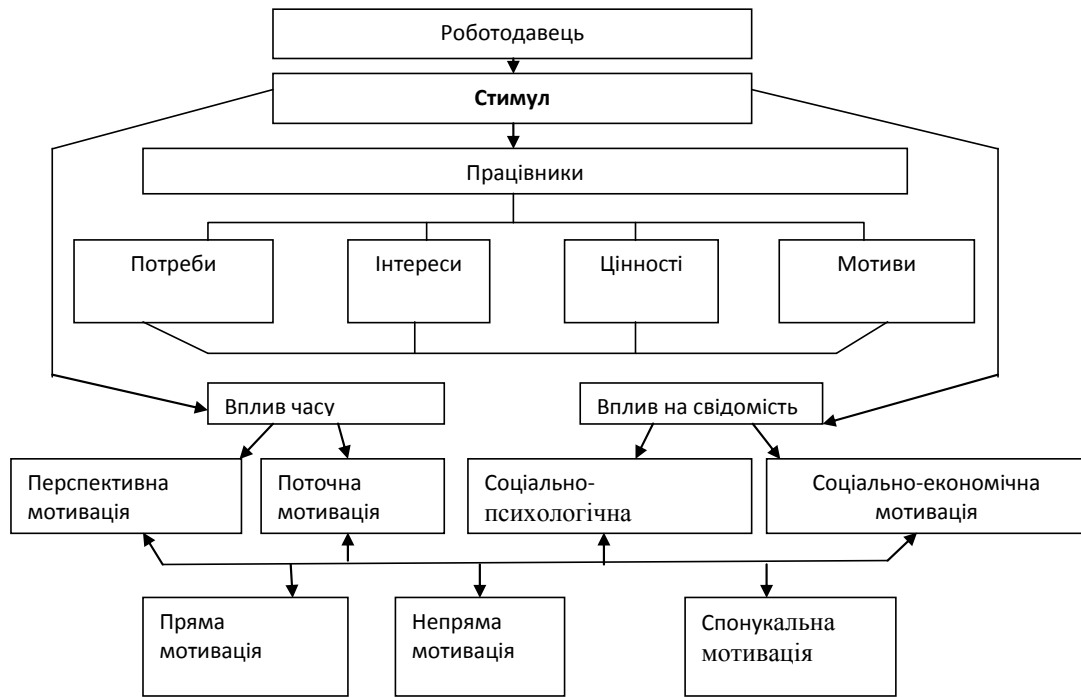 Роботодавець
Стимул
Працівники
Потреби
Інтереси
Цінності
Мотиви
Вплив часу
Вплив на свідомість
Перспективна
мотивація
Поточна
мотивація
Соціально-
психологічна
Соціально-економічна
мотивація
Пряма
мотивація
Непряма
мотивація
Спонукальна
мотивація